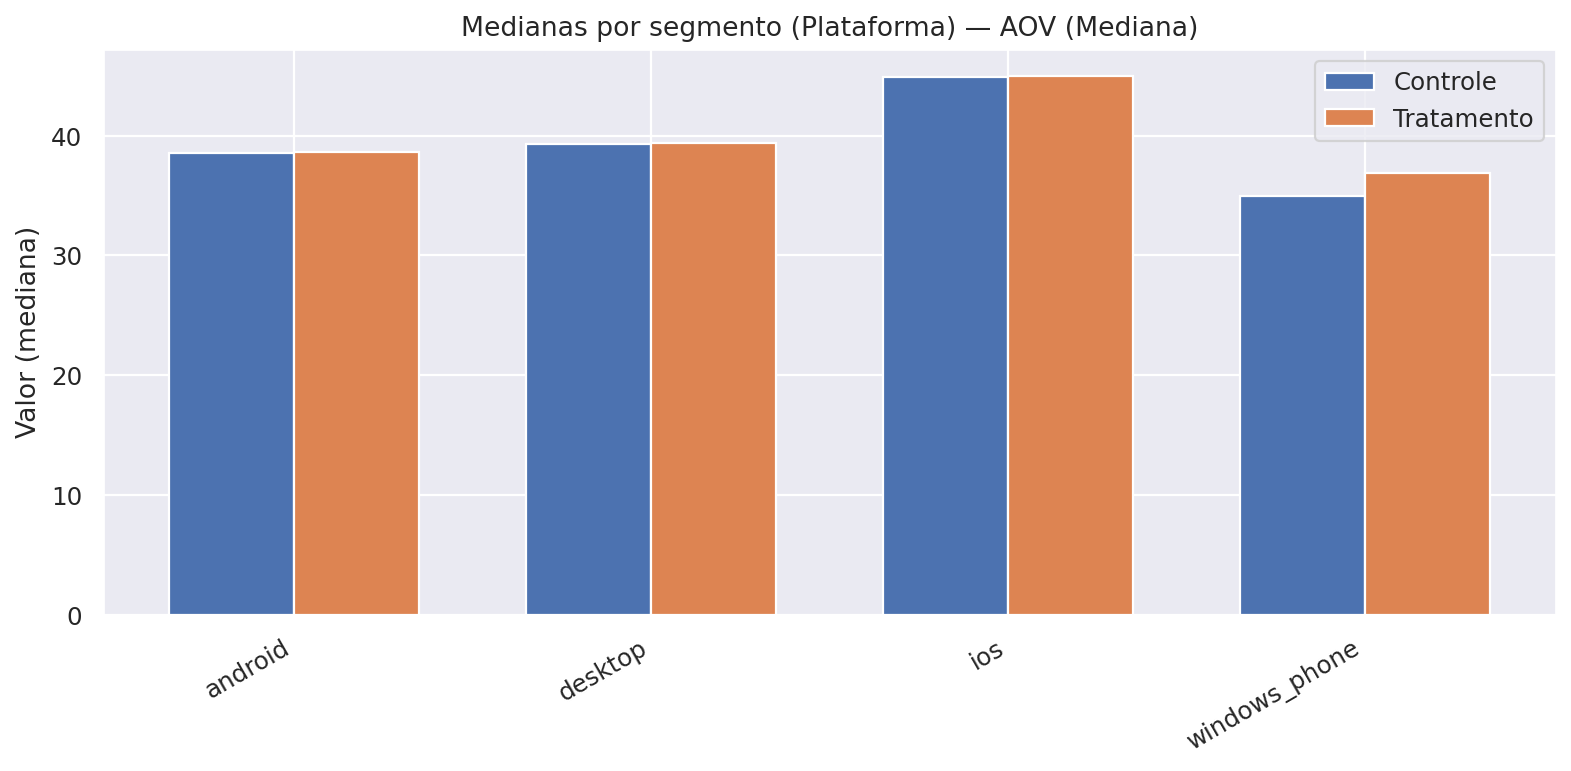 Medianas por segmento (Plataforma) — AOV (Mediana)
Controle
Tratamento
Valor (mediana)
40
30
20
10
0
android
desktop
ios
windows_phone